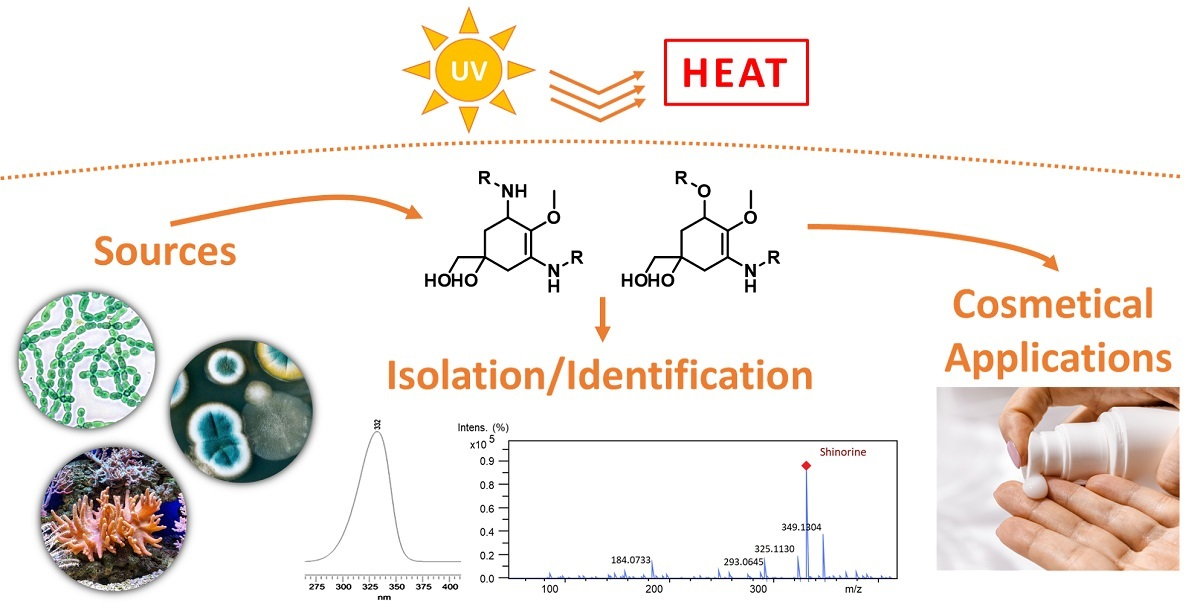 UV
HEAT
Sources
R
NH
O
HOHO
N
H
R
R
O
O
HOHO
N
H
R
Cosmetical
Applications
Isolation/Identification
332
275 300 325 350 375 400
nm
Intens. (%)
x10 5
0.9
0.8
0.6
0.4
0.2
0.0
Shinorine
349.1304
325.1130
293.0645
184.0733
100 200 300 m/z